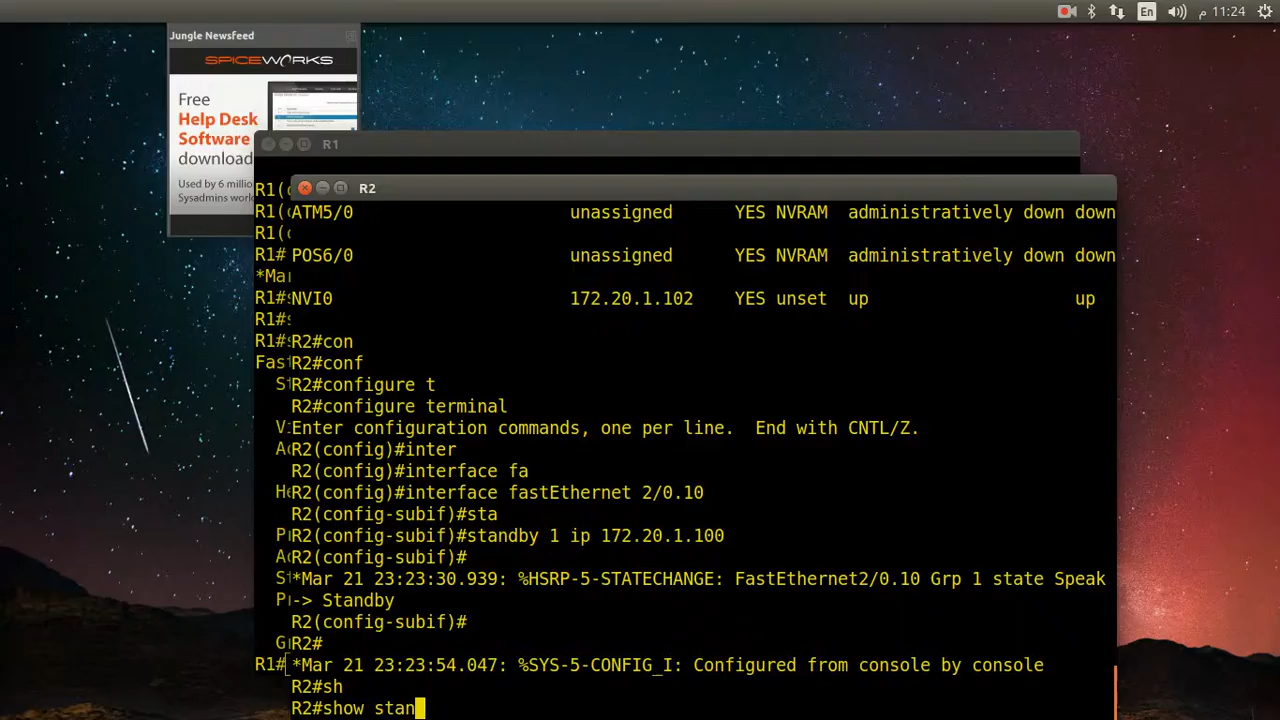 En
م 11:24
Jungle Newsfeed
SPICEWORKS
Free
Help Desk
Software
download
Used by 6 millio
Sysadmins worl
R1
R1(
R1(
R1(
R1#
*Ma
R1#
R1#
R1#
Fas
R1#
R2
ATM5/0 unassigned YES NVRAM administratively down down
POS6/0 unassigned YES NVRAM administratively down down
NVI0 172.20.1.102 YES unset up up
R2#con
R2#conf
R2#configure t
R2#configure terminal
Enter configuration commands, one per line. End with CNTL/Z.
R2(config)#inter
R2(config)#interface fa
R2(config)#interface fastEthernet 2/0.10
R2(config-subif)#sta
R2(config-subif)#standby 1 ip 172.20.1.100
R2(config-subif)#
*Mar 21 23:23:30.939: %HSRP-5-STATECHANGE: FastEthernet2/0.10 Grp 1 state Speak
-> Standby
R2(config-subif)#
R2#
*Mar 21 23:23:54.047: %SYS-5-CONFIG_I: Configured from console by console
R2#sh
R2#show stan